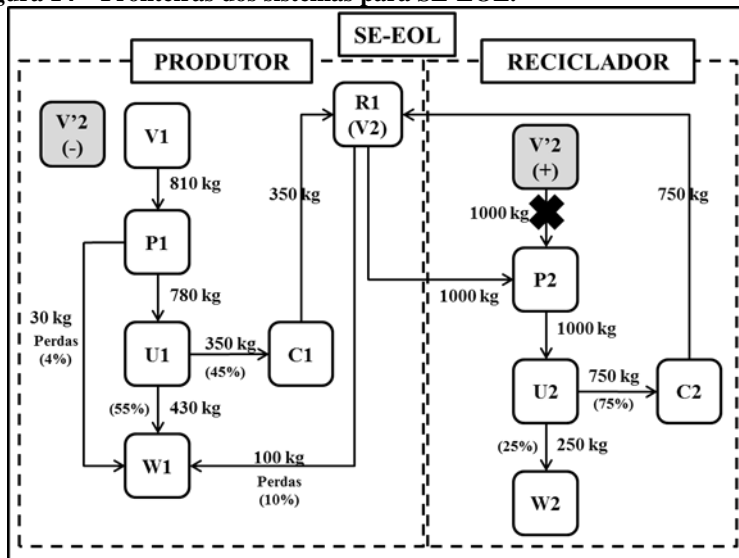 SE-EOL
PRODUTOR
RECICLADOR
V'2
(-)
V1
R1
(V2)
V'2
(+)
810 kg
350 kg
750 kg
1000 kg
P1
P2
1000 kg
30 kg
Perdas
(4%)
780 kg
1000 kg
U1
350 kg
(45%)
C1
U2
750 kg
(75%)
C2
(55%)
430 kg
(25%)
250 kg
W1
100 kg
Perdas
(10%)
W2